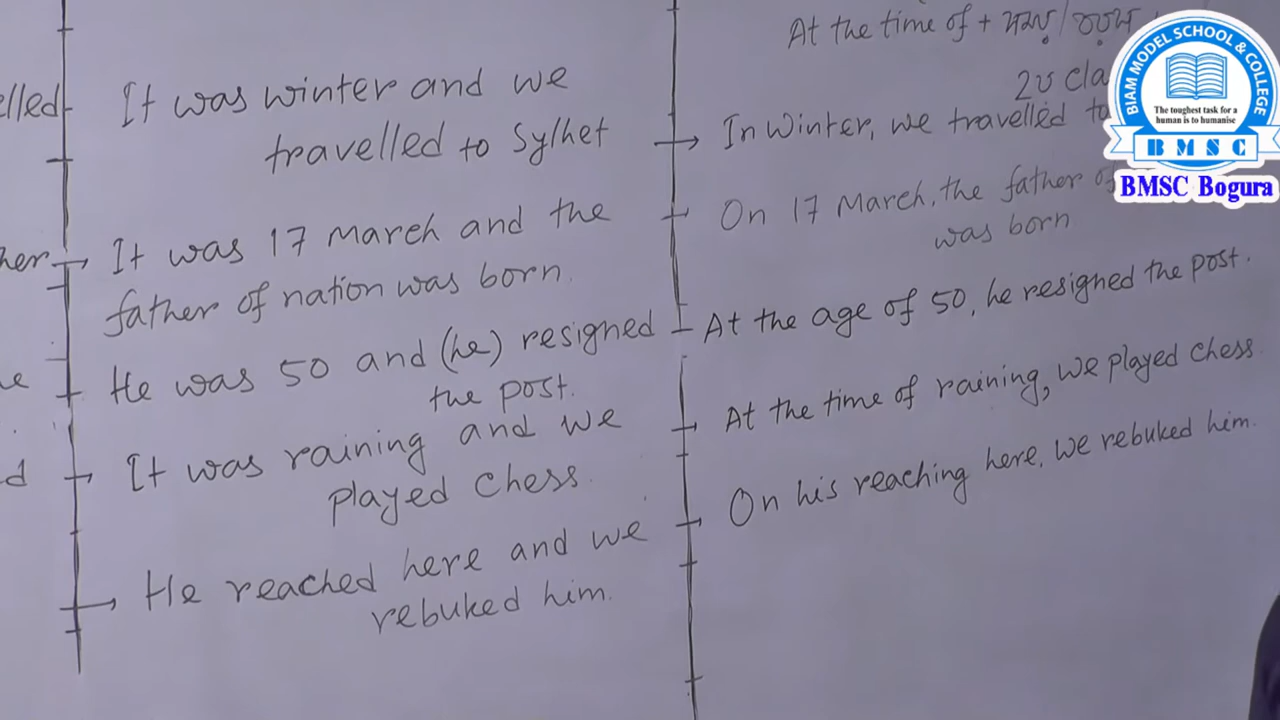 At the time of + সময়/বয়স
elled
It was winter and we
travelled to Sylhet
2য় cla
In Winter, we travelled to
It was 17 March and the
father of nation was born.
On 17 March, the father of
was born
He was 50 and (he) resigned
the post.
At the age of 50, he resigned the post.
It was raining and we
played chess.
At the time of raining, we played chess.
He reached here and we
rebuked him.
On his reaching here, we rebuked him.
BIAM MODEL SCHOOL & COLLEGE
The toughest task for a
human is to humanise
BMSC
BMSC Bogura